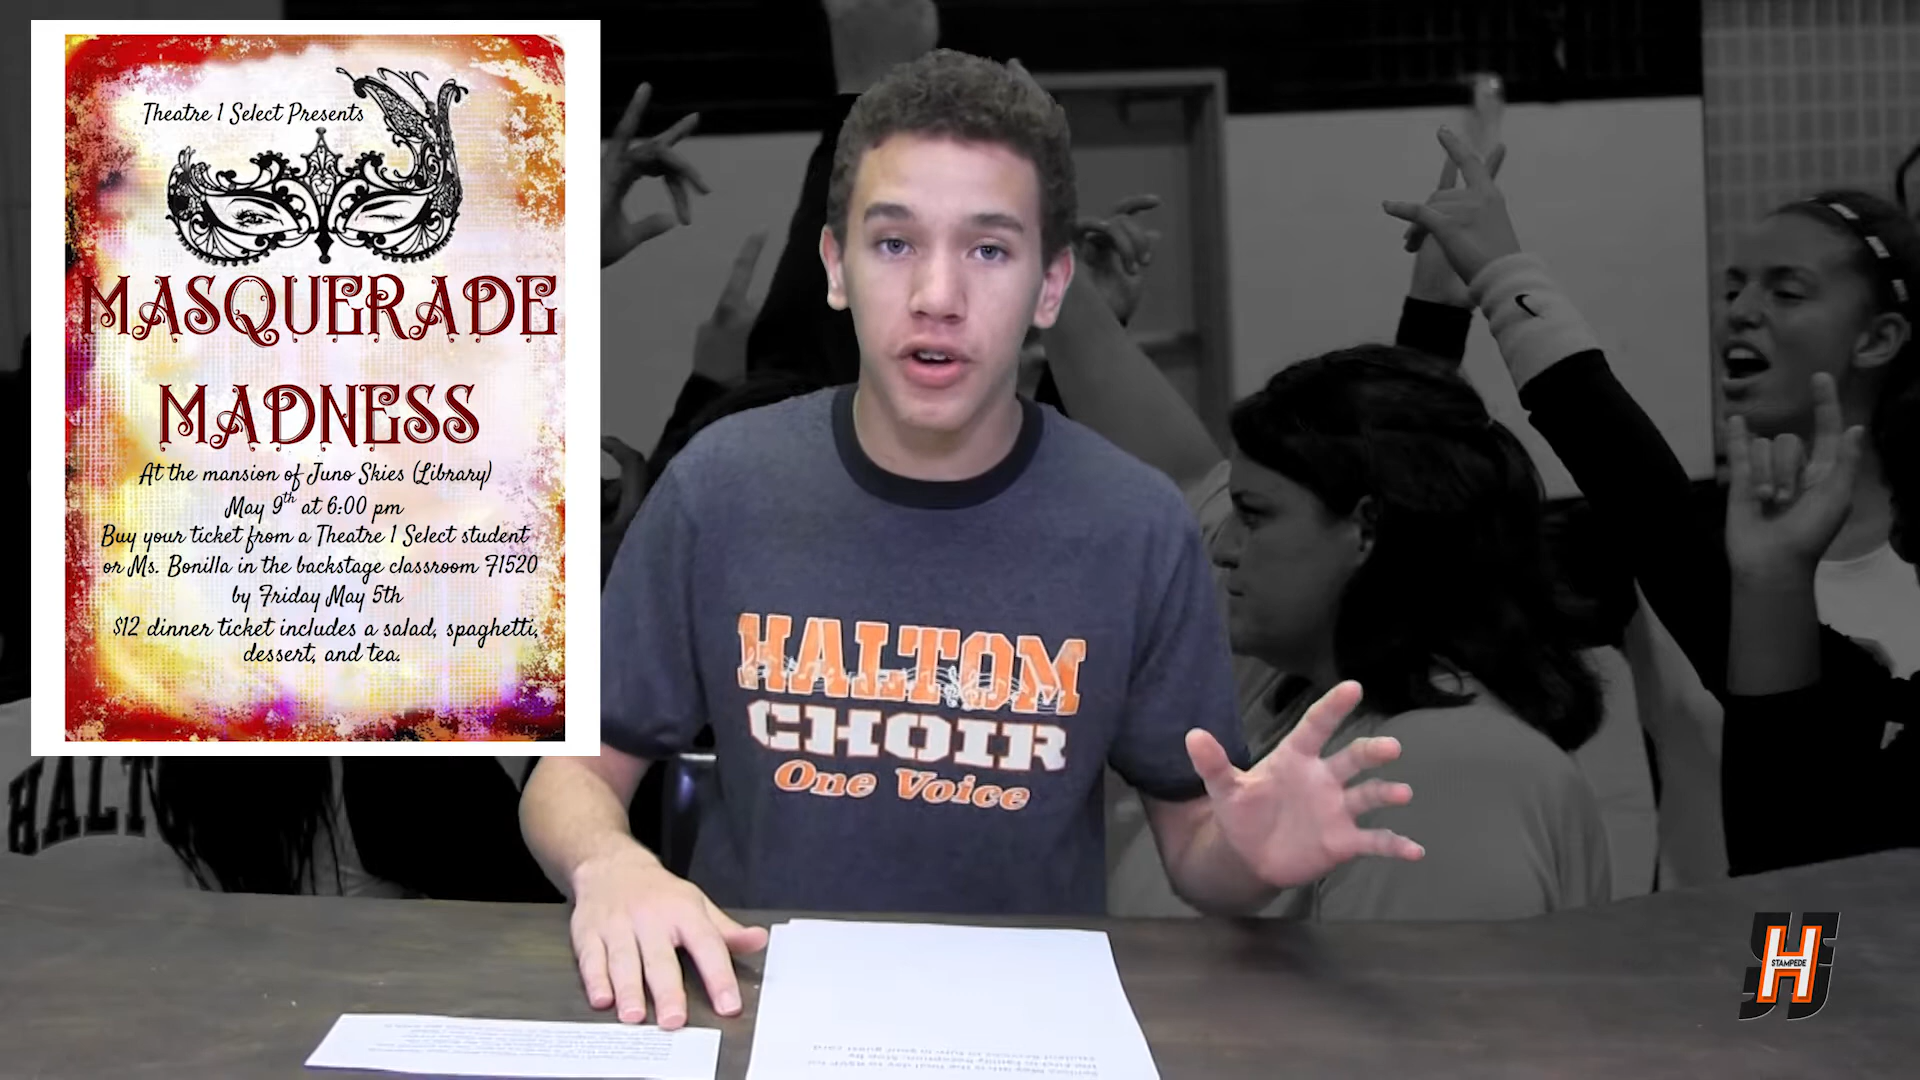 Theatre 1 Select Presents
MASQUERADE
MADNESS
At the mansion of Juno Skies (Library)
May 9th at 6:00 pm
Buy your ticket from a Theatre 1 Select student
or Ms. Bonilla in the backstage classroom F1520
by Friday May 5th
$12 dinner ticket includes a salad, spaghetti,
dessert, and tea.
HALTOM
CHOIR
One Voice
HALT
H
STAMPEDE